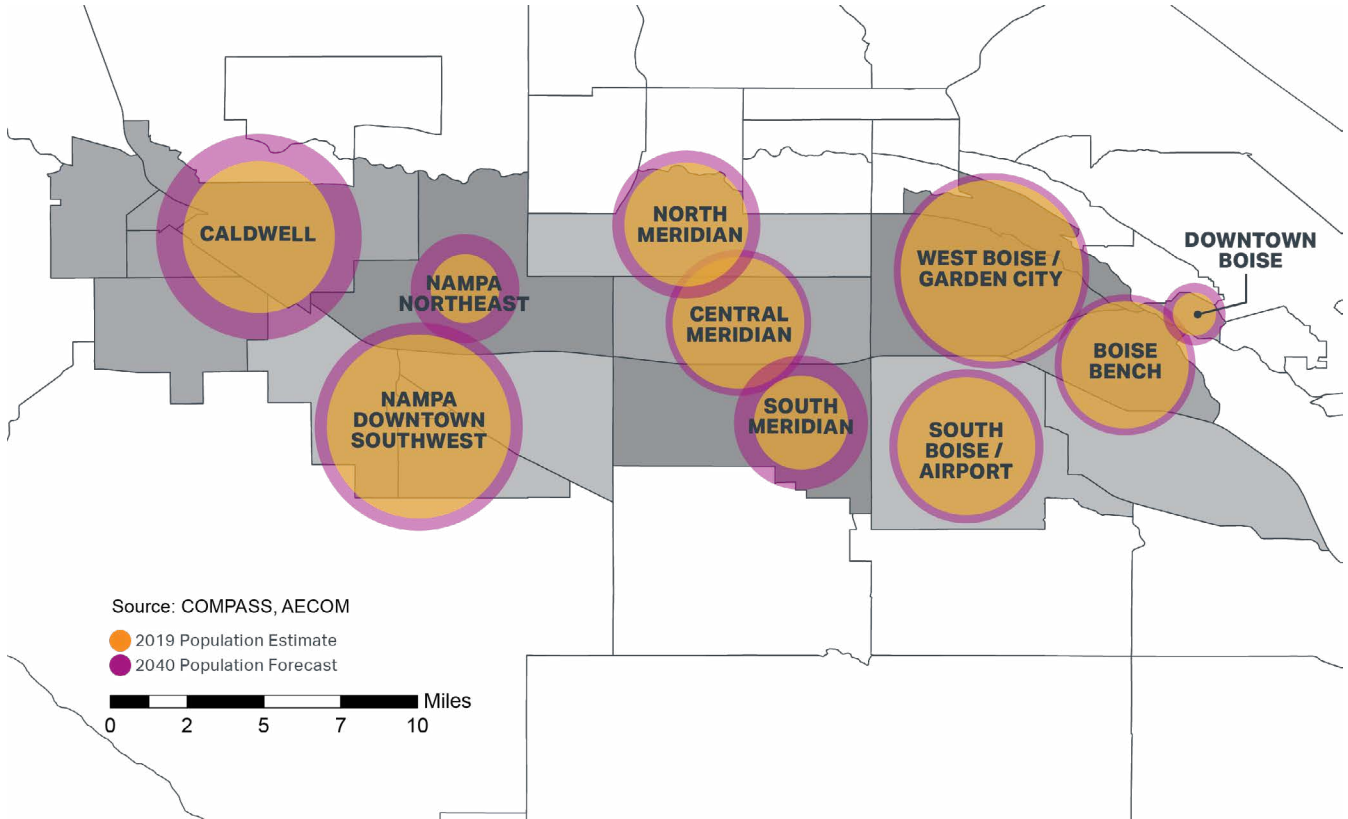 CALDWELL
NAMPA
NORTHEAST
NAMPA
DOWNTOWN
SOUTHWEST
NORTH
MERIDIAN
CENTRAL
MERIDIAN
SOUTH
MERIDIAN
WEST BOISE /
GARDEN CITY
SOUTH
BOISE /
AIRPORT
BOISE
BENCH
DOWNTOWN
BOISE
Source: COMPASS, AECOM
2019 Population Estimate
2040 Population Forecast
Miles
0 2 5 7 10